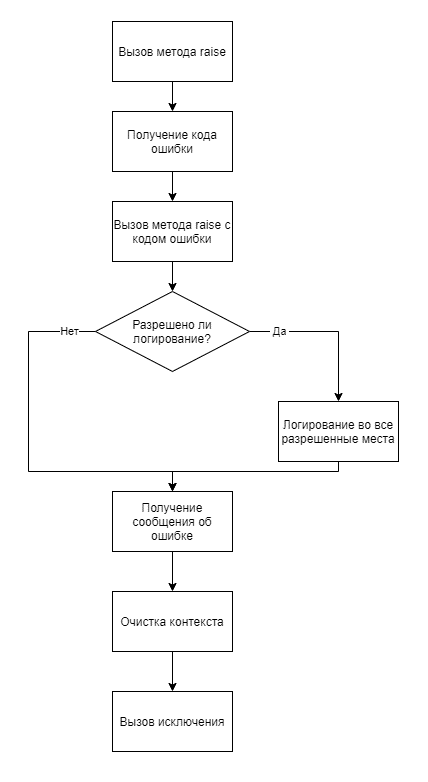 Вызов метода raise
Получение кода
ошибки
Вызов метода raise с
кодом ошибки
Разрешено ли
логирование?
Нет
Да
Логирование во все
разрешенные места
Получение
сообщения об
ошибке
Очистка контекста
Вызов исключения